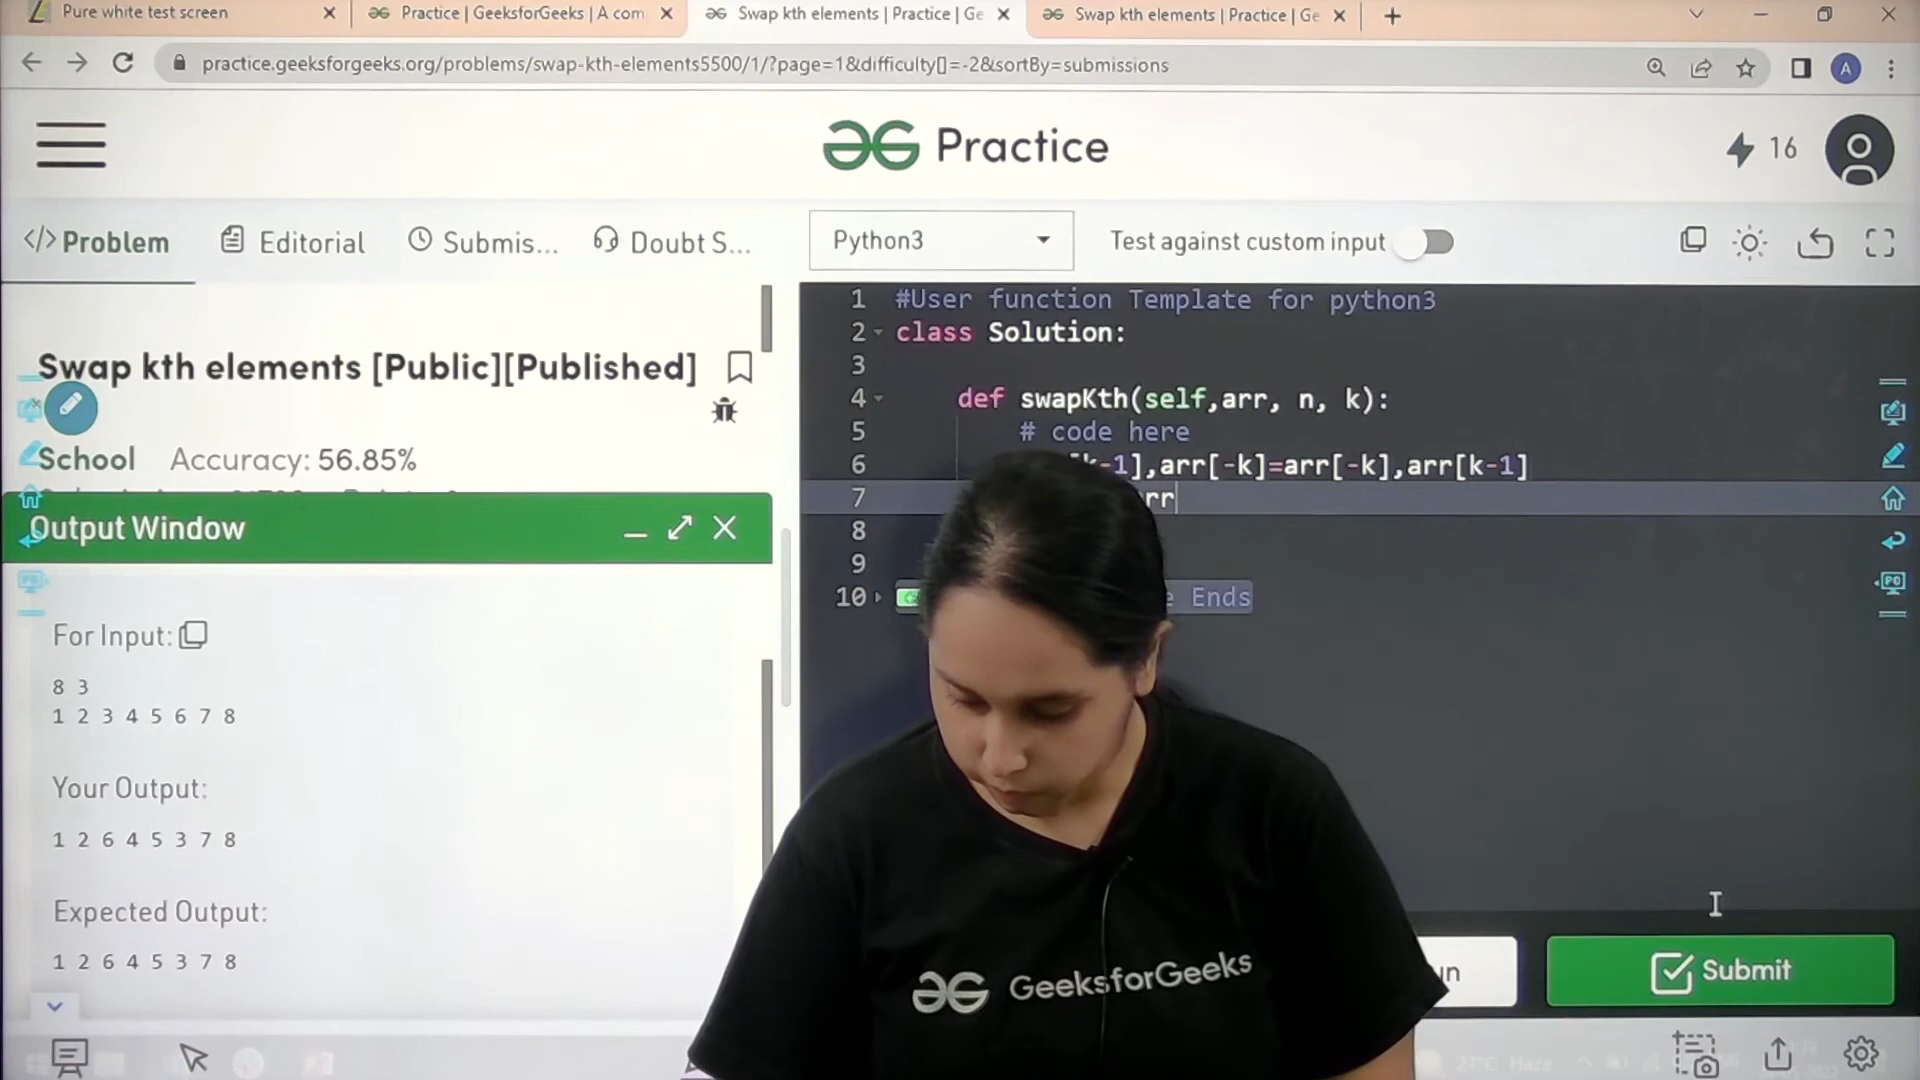 Pure white test screen
Practice | GeeksforGeeks | A com
Swap kth elements | Practice | Ge
Swap kth elements | Practice | Ge
practice.geeksforgeeks.org/problems/swap-kth-elements5500/1/?page=1&difficulty[]=-2&sortBy=submissions
A
Practice
16
</> Problem
Editorial
Submis...
Doubt S...
Python3
Test against custom input
Swap kth elements [Public][Published]
School Accuracy: 56.85%
Output Window
For Input:
8 3
1 2 3 4 5 6 7 8
Your Output:
1 2 6 4 5 3 7 8
Expected Output:
1 2 6 4 5 3 7 8
1 #User function Template for python3
2 class Solution:
3
4 def swapKth(self,arr, n, k):
5 # code here
6 k-1],arr[-k]=arr[-k],arr[k-1]
7 rr
8
9
10 Ends
GeeksforGeeks
Submit
27°C Haze